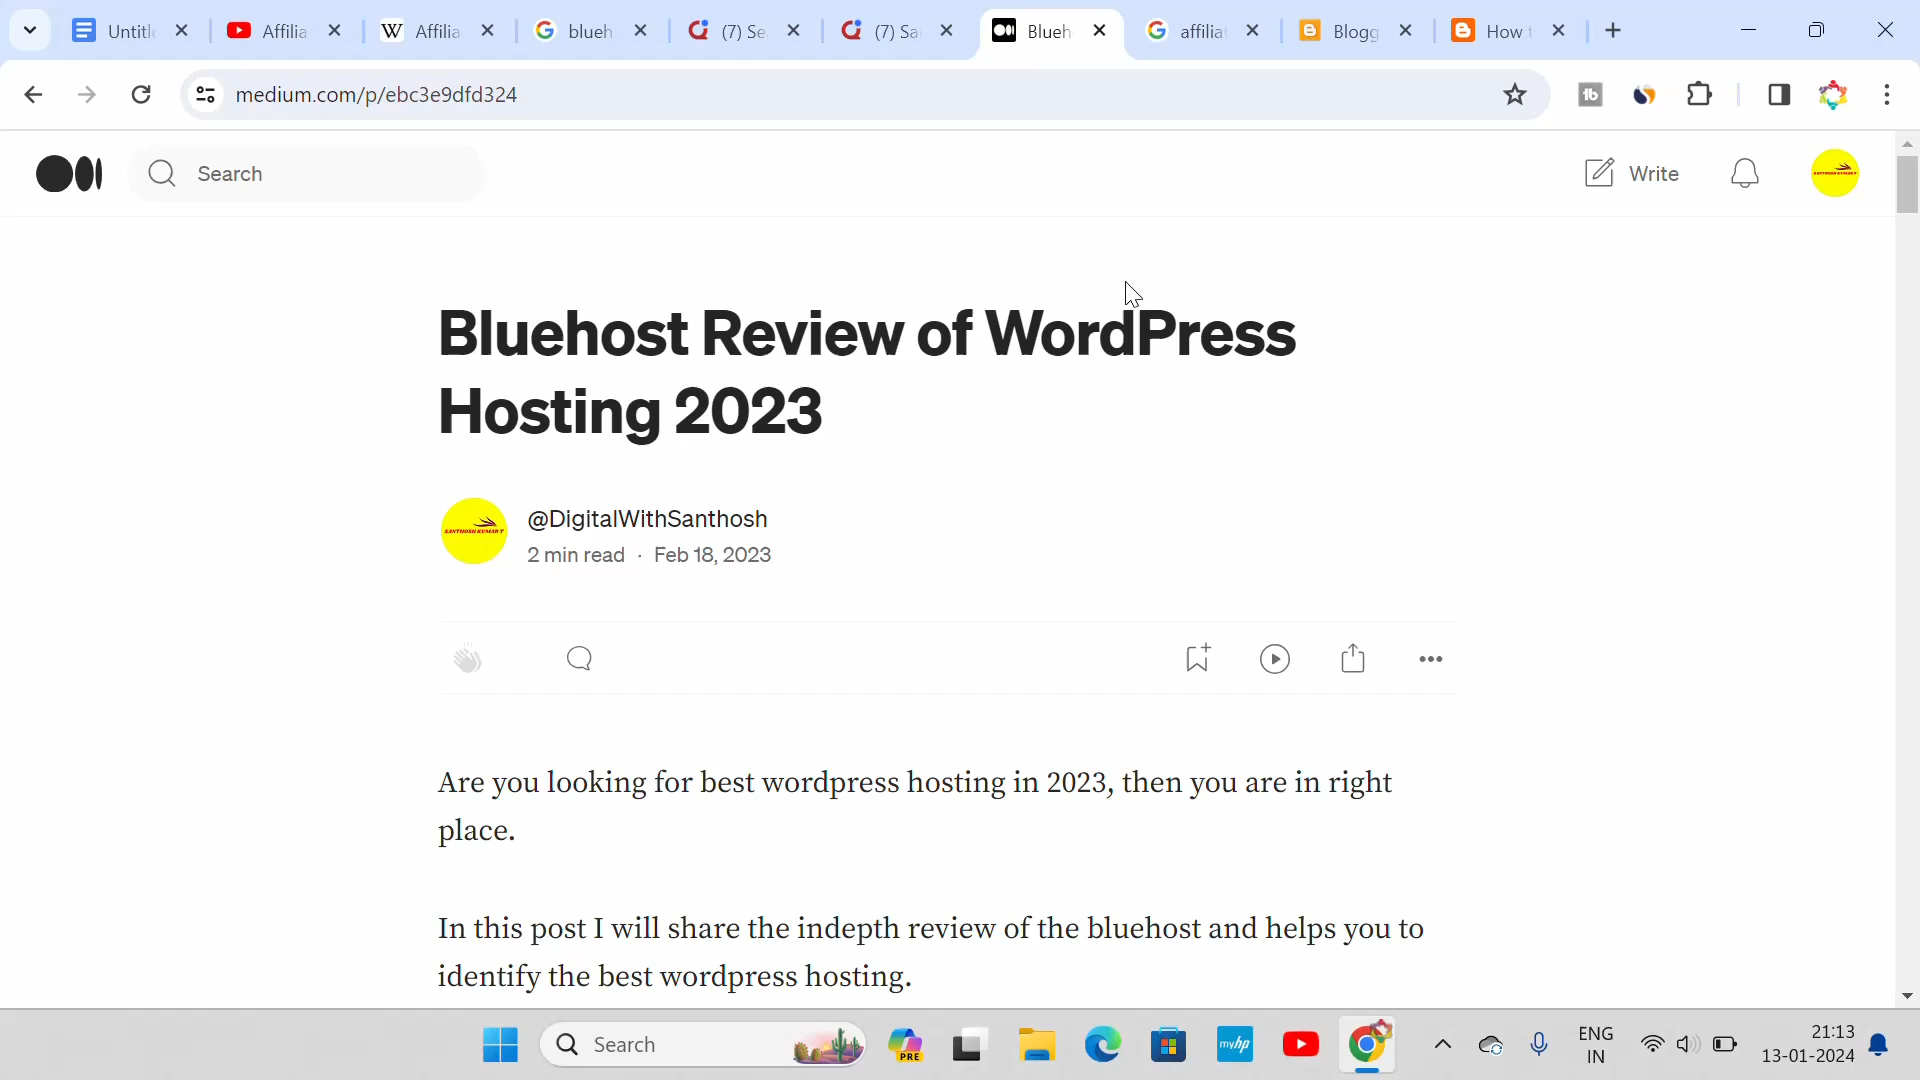 Untitl
Affilia
Affilia
blueh
(7) Se
(7) Sa
Blueh
affiliat
Blogg
How t
medium.com/p/ebc3e9dfd324
Search
Write
Bluehost Review of WordPress
Hosting 2023
@DigitalWithSanthosh
2 min read · Feb 18, 2023
Are you looking for best wordpress hosting in 2023, then you are in right
place.
In this post I will share the indepth review of the bluehost and helps you to
identify the best wordpress hosting.
Search
PRE
myhp
ENG
IN
21:13
13-01-2024